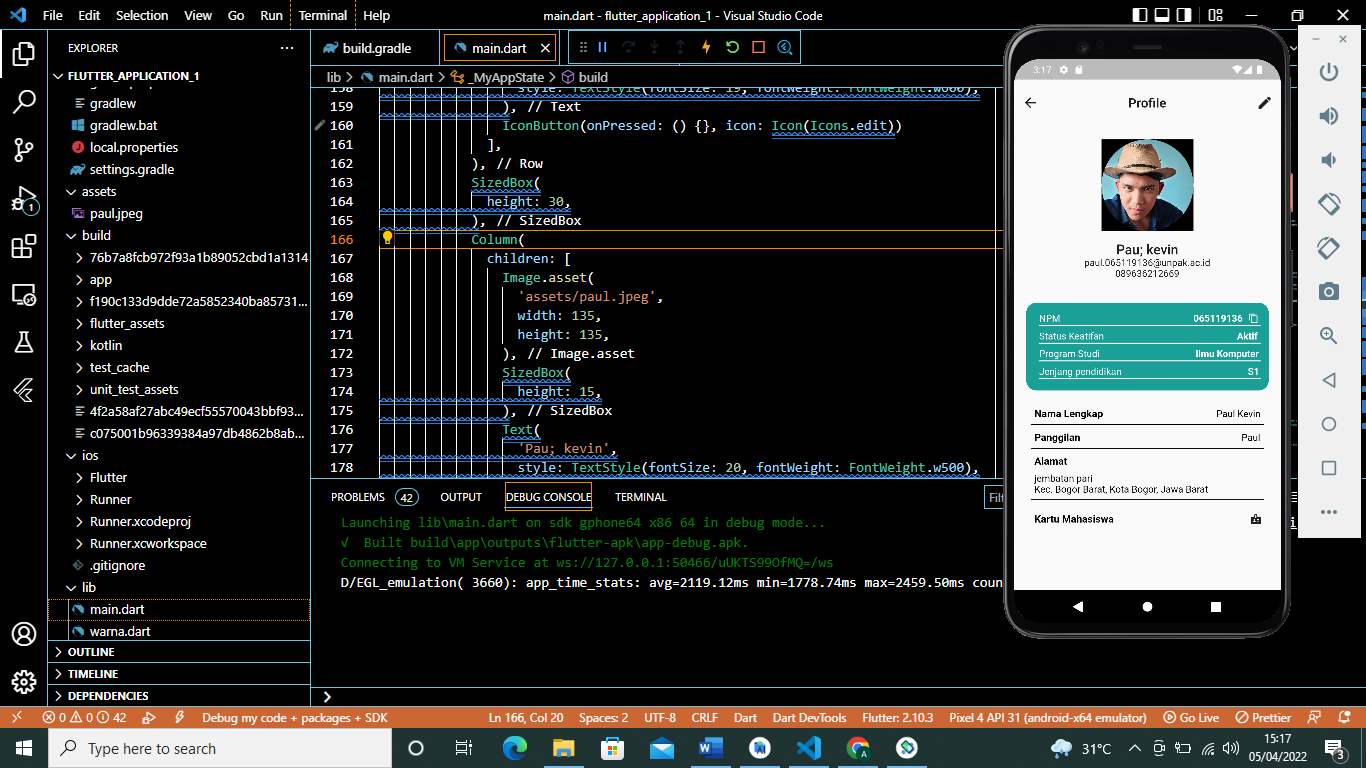 File Edit Selection View Go Run Terminal Help
main.dart - flutter_application_1 - Visual Studio Code
EXPLORER
FLUTTER_APPLICATION_1
gradlew
gradlew.bat
local.properties
settings.gradle
assets
paul.jpeg
build
76b7a8fcb972f93a1b89052cbd1a1314
app
f190c133d9dde72a5852340ba85731...
flutter_assets
kotlin
test_cache
unit_test_assets
4f2a58af27abc49ecf55570043bbf93...
c075001b96339384a97db4862b8ab...
ios
Flutter
Runner
Runner.xcodeproj
Runner.xcworkspace
.gitignore
lib
main.dart
warna.dart
OUTLINE
TIMELINE
DEPENDENCIES
1
build.gradle
main.dart
lib > main.dart > _MyAppState > build
158 style: TextStyle(fontSize: 19, fontWeight: FontWeight.w600),
159 ), // Text
160 IconButton(onPressed: () {}, icon: Icon(Icons.edit))
161 ],
162 ), // Row
163 SizedBox(
164 height: 30,
165 ), // SizedBox
166 Column(
167 children: [
168 Image.asset(
169 'assets/paul.jpeg',
170 width: 135,
171 height: 135,
172 ), // Image.asset
173 SizedBox(
174 height: 15,
175 ), // SizedBox
176 Text(
177 'Pau; kevin',
178 style: TextStyle(fontSize: 20, fontWeight: FontWeight.w500),
PROBLEMS 42 OUTPUT DEBUG CONSOLE TERMINAL
Launching lib\main.dart on sdk gphone64 x86 64 in debug mode...
√ Built build\app\outputs\flutter-apk\app-debug.apk.
Connecting to VM Service at ws://127.0.0.1:50466/uUKTS99OfMQ=/ws
D/EGL_emulation( 3660): app_time_stats: avg=2119.12ms min=1778.74ms max=2459.50ms coun
3:17
Profile
Pau; kevin
paul.065119136@unpak.ac.id
089636212669
NPM 065119136
Status Keatifan Aktif
Program Studi Ilmu Komputer
Jenjang pendidikan S1
Nama Lengkap Paul Kevin
Panggilan Paul
Alamat
jembatan pari
Kec. Bogor Barat, Kota Bogor, Jawa Barat
Kartu Mahasiswa
0 0 42 Debug my code + packages + SDK Ln 166, Col 20 Spaces: 2 UTF-8 CRLF Dart Dart DevTools Flutter: 2.10.3 Pixel 4 API 31 (android-x64 emulator) Go Live Prettier
Type here to search
31°C
15:17
05/04/2022
3